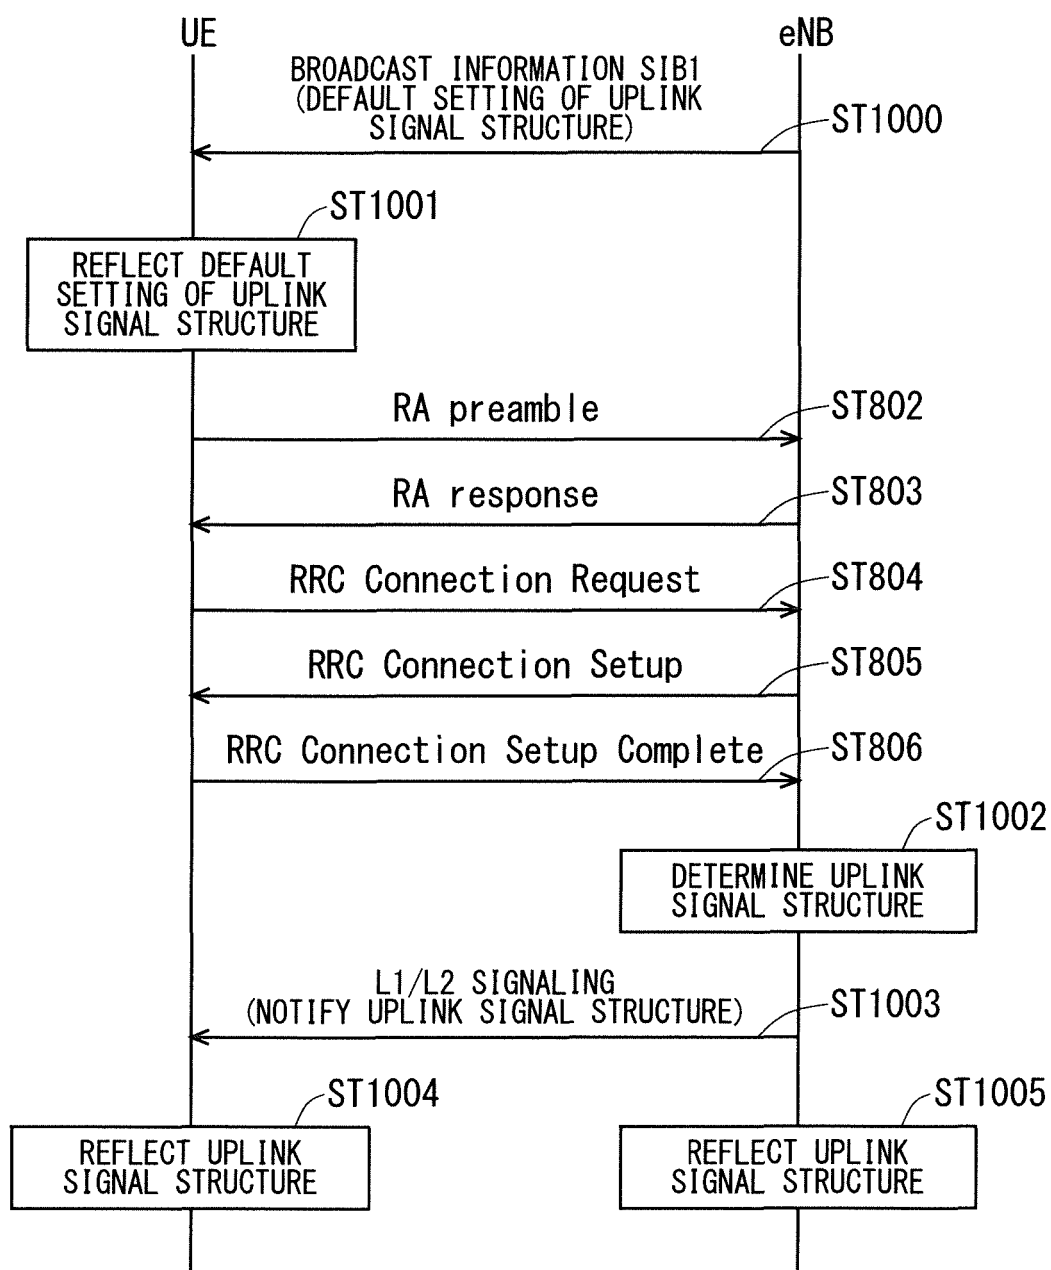 UE
eNB
BROADCAST INFORMATION SIB1
(DEFAULT SETTING OF UPLINK
SIGNAL STRUCTURE)
ST1000
ST1001
REFLECT DEFAULT
SETTING OF UPLINK
SIGNAL STRUCTURE
RA preamble
ST802
RA response
ST803
RRC Connection Request
ST804
RRC Connection Setup
ST805
RRC Connection Setup Complete
ST806
ST1002
DETERMINE UPLINK
SIGNAL STRUCTURE
L1/L2 SIGNALING
(NOTIFY UPLINK SIGNAL STRUCTURE)
ST1003
ST1004
REFLECT UPLINK
SIGNAL STRUCTURE
ST1005
REFLECT UPLINK
SIGNAL STRUCTURE